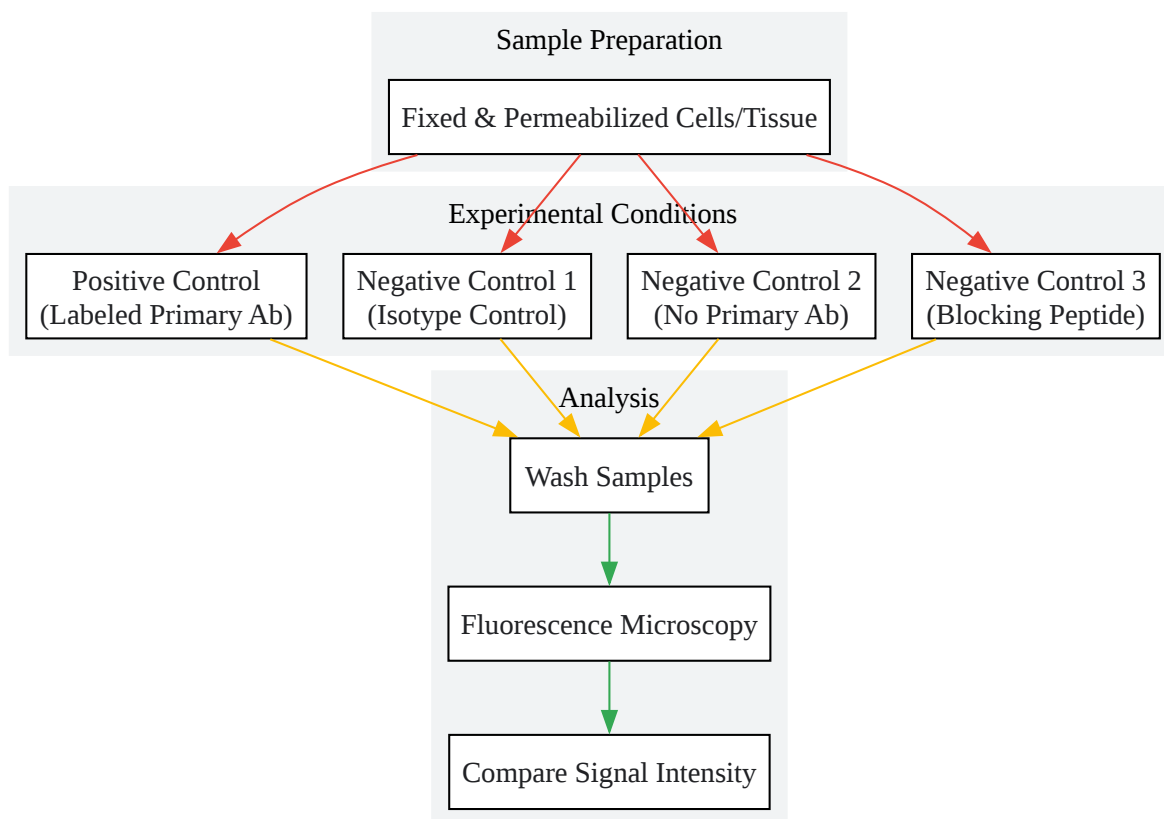 Sample Preparation
Fixed & Permeabilized Cells/Tissue
Experimental Conditions
Positive Control
(Labeled Primary Ab)
Negative Control 1
(Isotype Control)
Negative Control 2
(No Primary Ab)
Negative Control 3
(Blocking Peptide)
Analysis
Wash Samples
Fluorescence Microscopy
Compare Signal Intensity